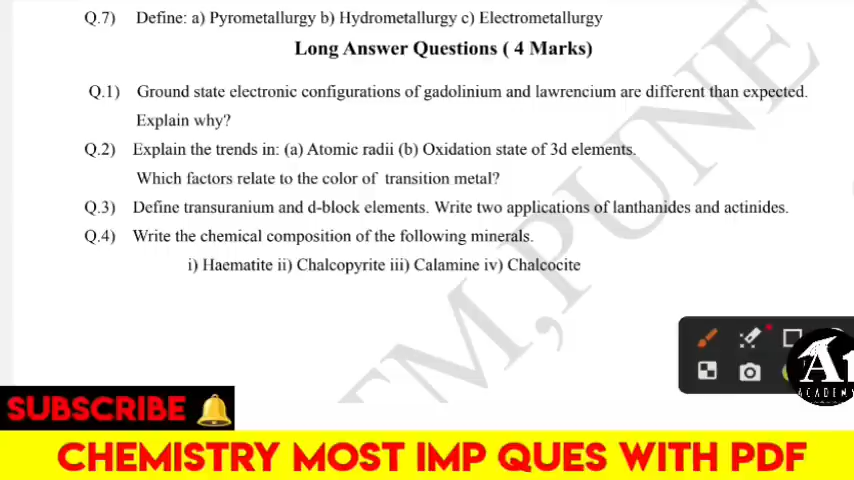 Q.7) Define: a) Pyrometallurgy b) Hydrometallurgy c) Electrometallurgy
Long Answer Questions ( 4 Marks)
Q.1) Ground state electronic configurations of gadolinium and lawrencium are different than expected.
Explain why?
Q.2) Explain the trends in: (a) Atomic radii (b) Oxidation state of 3d elements.
Which factors relate to the color of transition metal?
Q.3) Define transuranium and d-block elements. Write two applications of lanthanides and actinides.
Q.4) Write the chemical composition of the following minerals.
i) Haematite ii) Chalcopyrite iii) Calamine iv) Chalcocite
EM, PUNE
A1
ACADEMY
SUBSCRIBE
CHEMISTRY MOST IMP QUES WITH PDF